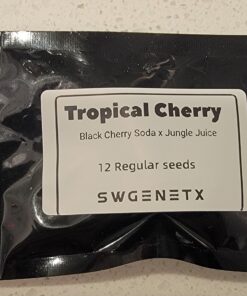 Tropical Cherry
Black Cherry Soda x Jungle Juice
12 Regular seeds
SWGENETX